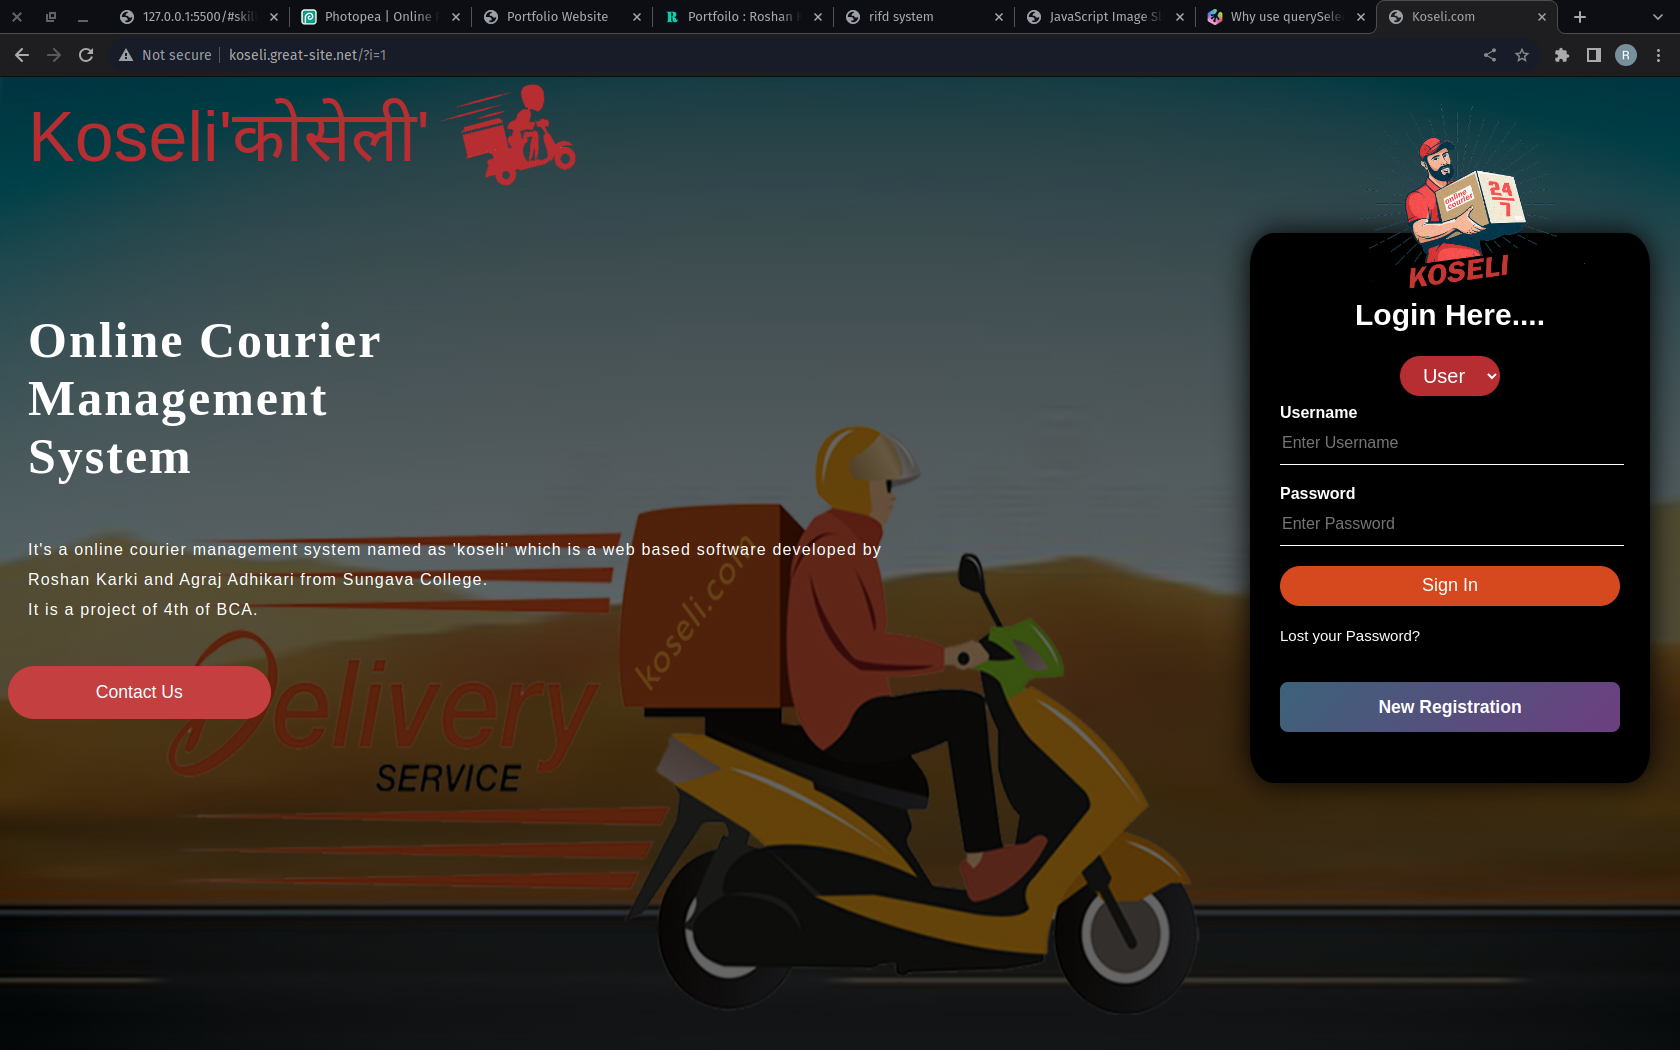 127.0.0.1:5500/#skil
Photopea | Online
Portfolio Website
Portfoilo : Roshan
rifd system
JavaScript Image Sl
Why use querySele
Koseli.com
Not secure
koseli.great-site.net/?i=1
R
Koseli'कोसेली'
online courier
24
7
KOSELI
Login Here....
User
Username
Enter Username
Password
Enter Password
Sign In
Lost your Password?
New Registration
Online Courier
Management
System
It's a online courier management system named as 'koseli' which is a web based software developed by
Roshan Karki and Agraj Adhikari from Sungava College.
It is a project of 4th of BCA.
Contact Us
koseli.com
Delivery
SERVICE